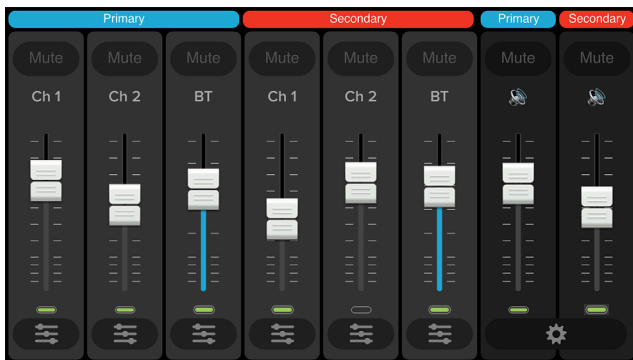 Primary Secondary Primary Secondary
Mute Mute Mute Mute Mute Mute Mute Mute
Ch 1 Ch 2 BT Ch 1 Ch 2 BT